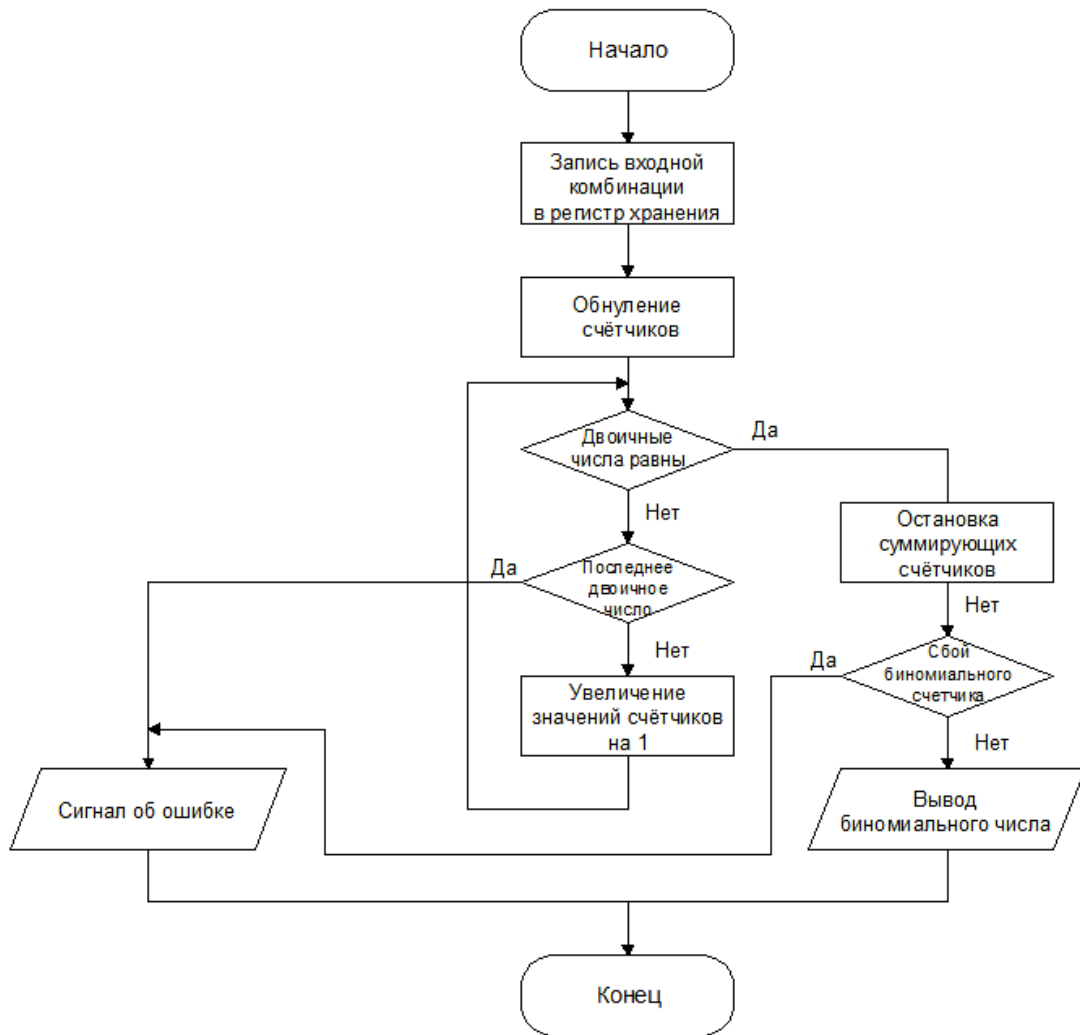 Начало
Запись входной
комбинации
в регистр хранения
Обнуление
счётчиков
Двоичные
числа равны
Да
Нет
Остановка
суммирующих
счётчиков
Последнее
двоичное
число
Да
Нет
Нет
Сбой
биномиального
счетчика
Да
Нет
Увеличение
значений счётчиков
на 1
Сигнал об ошибке
Вывод
биномиального числа
Конец